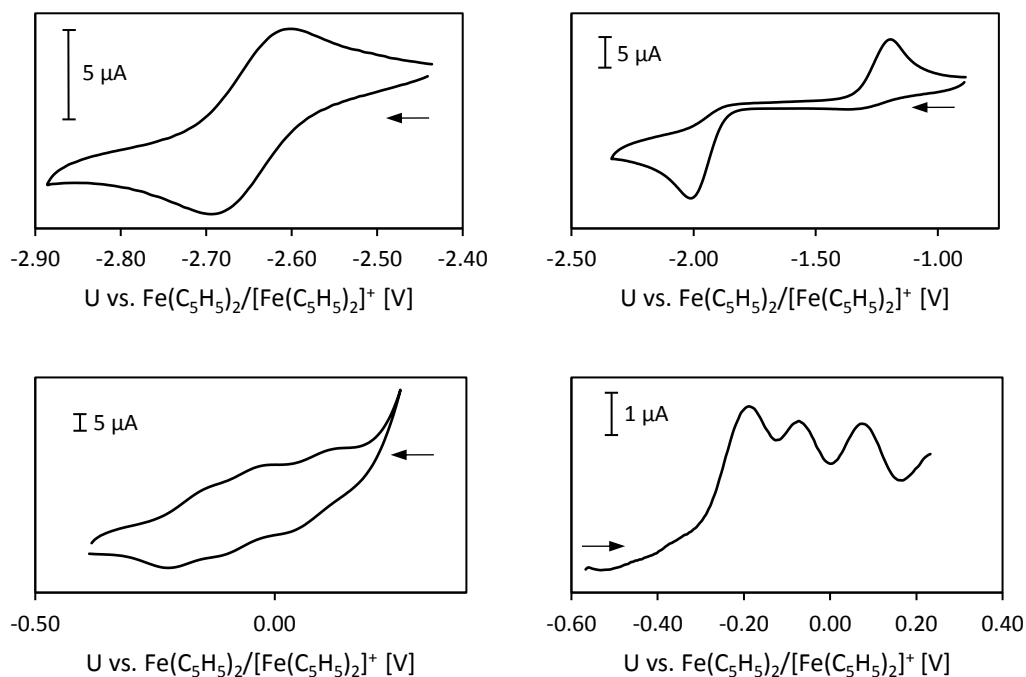 5 µA
-2.90 -2.80 -2.70 -2.60 -2.50 -2.40
U vs. Fe(C₅H₅)₂/[Fe(C₅H₅)₂]⁺ [V]
5 µA
-2.50 -2.00 -1.50 -1.00
U vs. Fe(C₅H₅)₂/[Fe(C₅H₅)₂]⁺ [V]
5 µA
-0.50 0.00
U vs. Fe(C₅H₅)₂/[Fe(C₅H₅)₂]⁺ [V]
1 µA
-0.60 -0.40 -0.20 0.00 0.20 0.40
U vs. Fe(C₅H₅)₂/[Fe(C₅H₅)₂]⁺ [V]